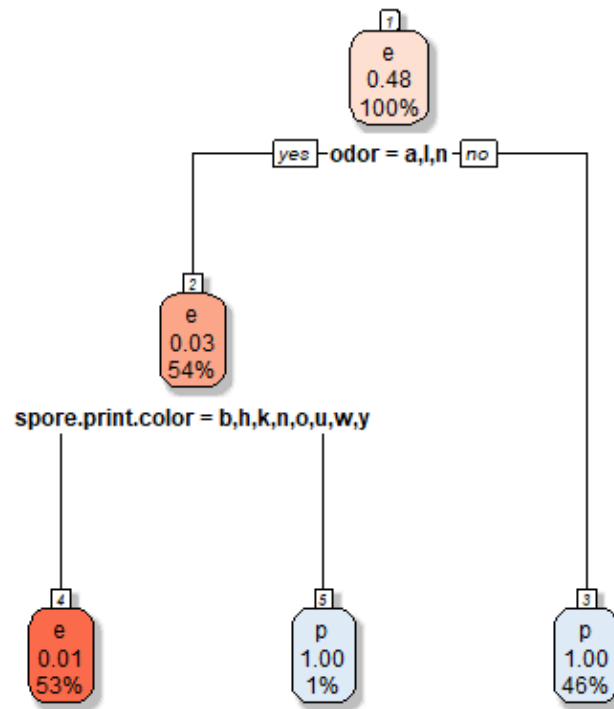 1
e
0.48
100%
yes odor = a,l,n no
2
e
0.03
54%
spore.print.color = b,h,k,n,o,u,w,y
4
e
0.01
53%
5
p
1.00
1%
3
p
1.00
46%